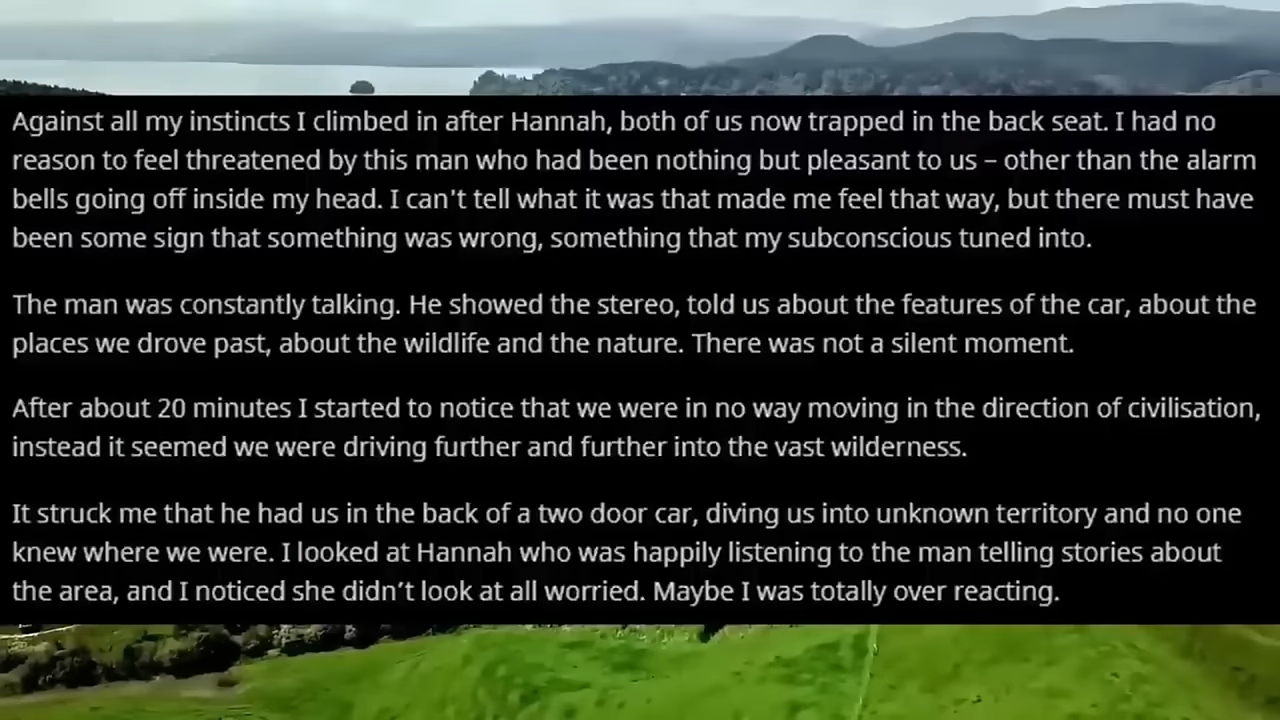 Against all my instincts I climbed in after Hannah, both of us now trapped in the back seat. I had no
reason to feel threatened by this man who had been nothing but pleasant to us – other than the alarm
bells going off inside my head. I can't tell what it was that made me feel that way, but there must have
been some sign that something was wrong, something that my subconscious tuned into.
The man was constantly talking. He showed the stereo, told us about the features of the car, about the
places we drove past, about the wildlife and the nature. There was not a silent moment.
After about 20 minutes I started to notice that we were in no way moving in the direction of civilisation,
instead it seemed we were driving further and further into the vast wilderness.
It struck me that he had us in the back of a two door car, diving us into unknown territory and no one
knew where we were. I looked at Hannah who was happily listening to the man telling stories about
the area, and I noticed she didn’t look at all worried. Maybe I was totally over reacting.